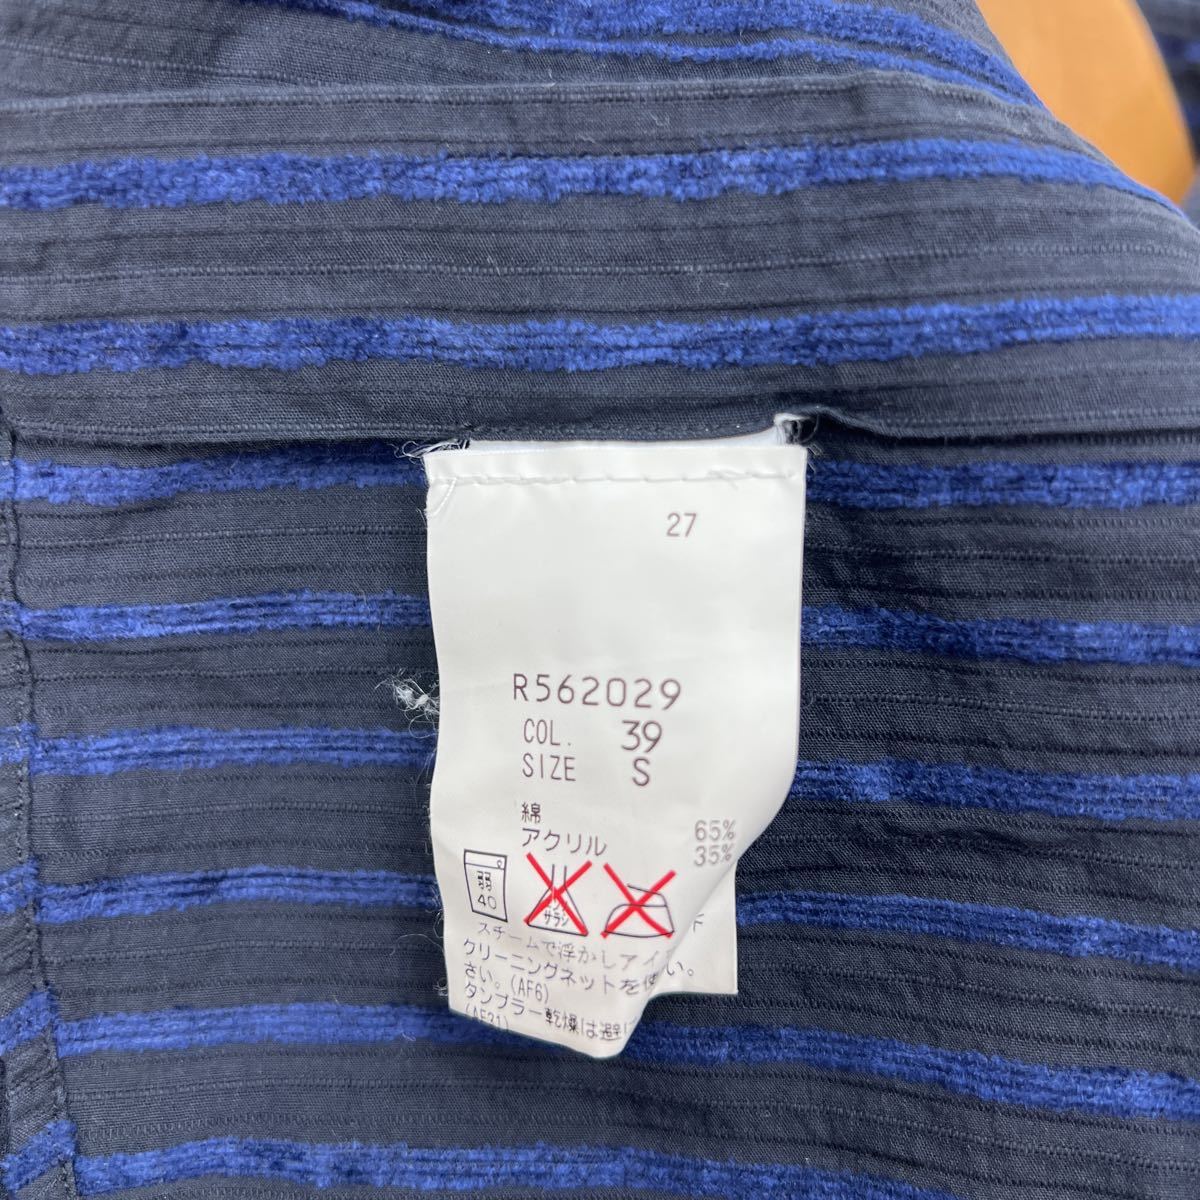 27
R562029
COL. 39
SIZE S
綿 65%
アクリル 35%
弱
40
サラシ
スチームで浮かしアイ
クリーニングネットを使い。
さい。(AF6)
タンブラー乾燥は避
(AF31)